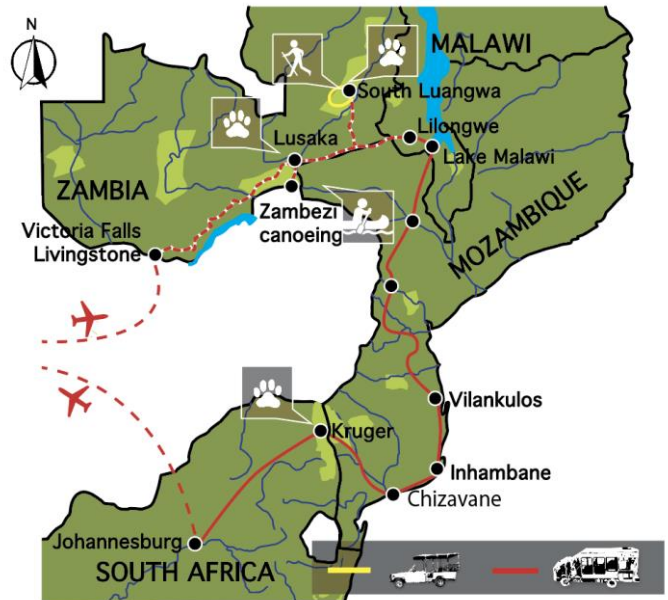 N
MALAWI
South Luangwa
Lusaka
Lilongwe
Lake Malawi
ZAMBIA
Zambezi
canoeing
MOZAMBIQUE
Victoria Falls
Livingstone
Vilankulos
Kruger
Inhambane
Chizavane
Johannesburg
SOUTH AFRICA